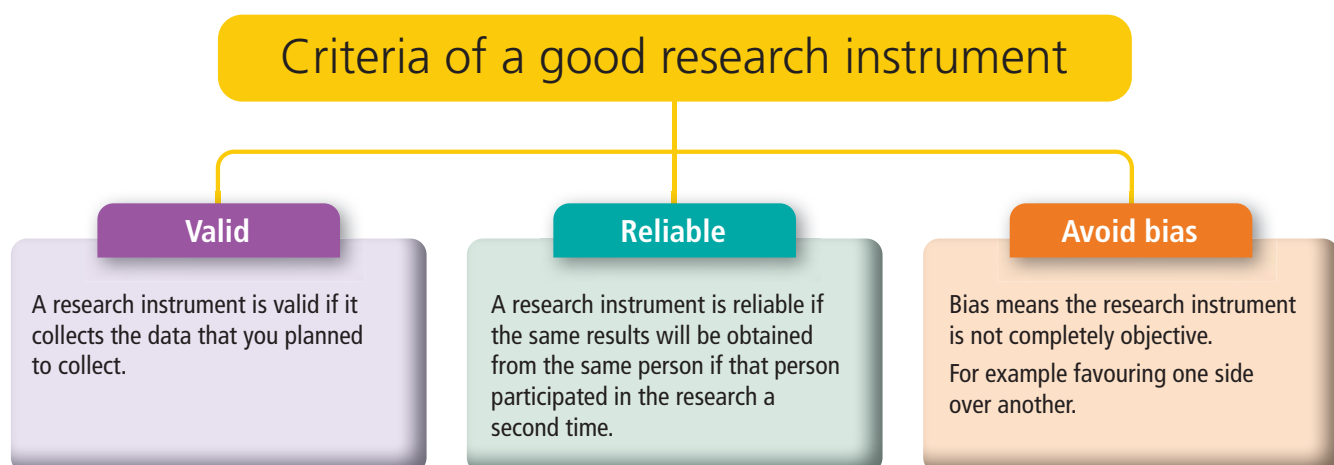 Criteria of a good research instrument
Valid
A research instrument is valid if it
collects the data that you planned
to collect.
Reliable
A research instrument is reliable if
the same results will be obtained
from the same person if that person
participated in the research a
second time.
Avoid bias
Bias means the research instrument
is not completely objective.
For example favouring one side
over another.